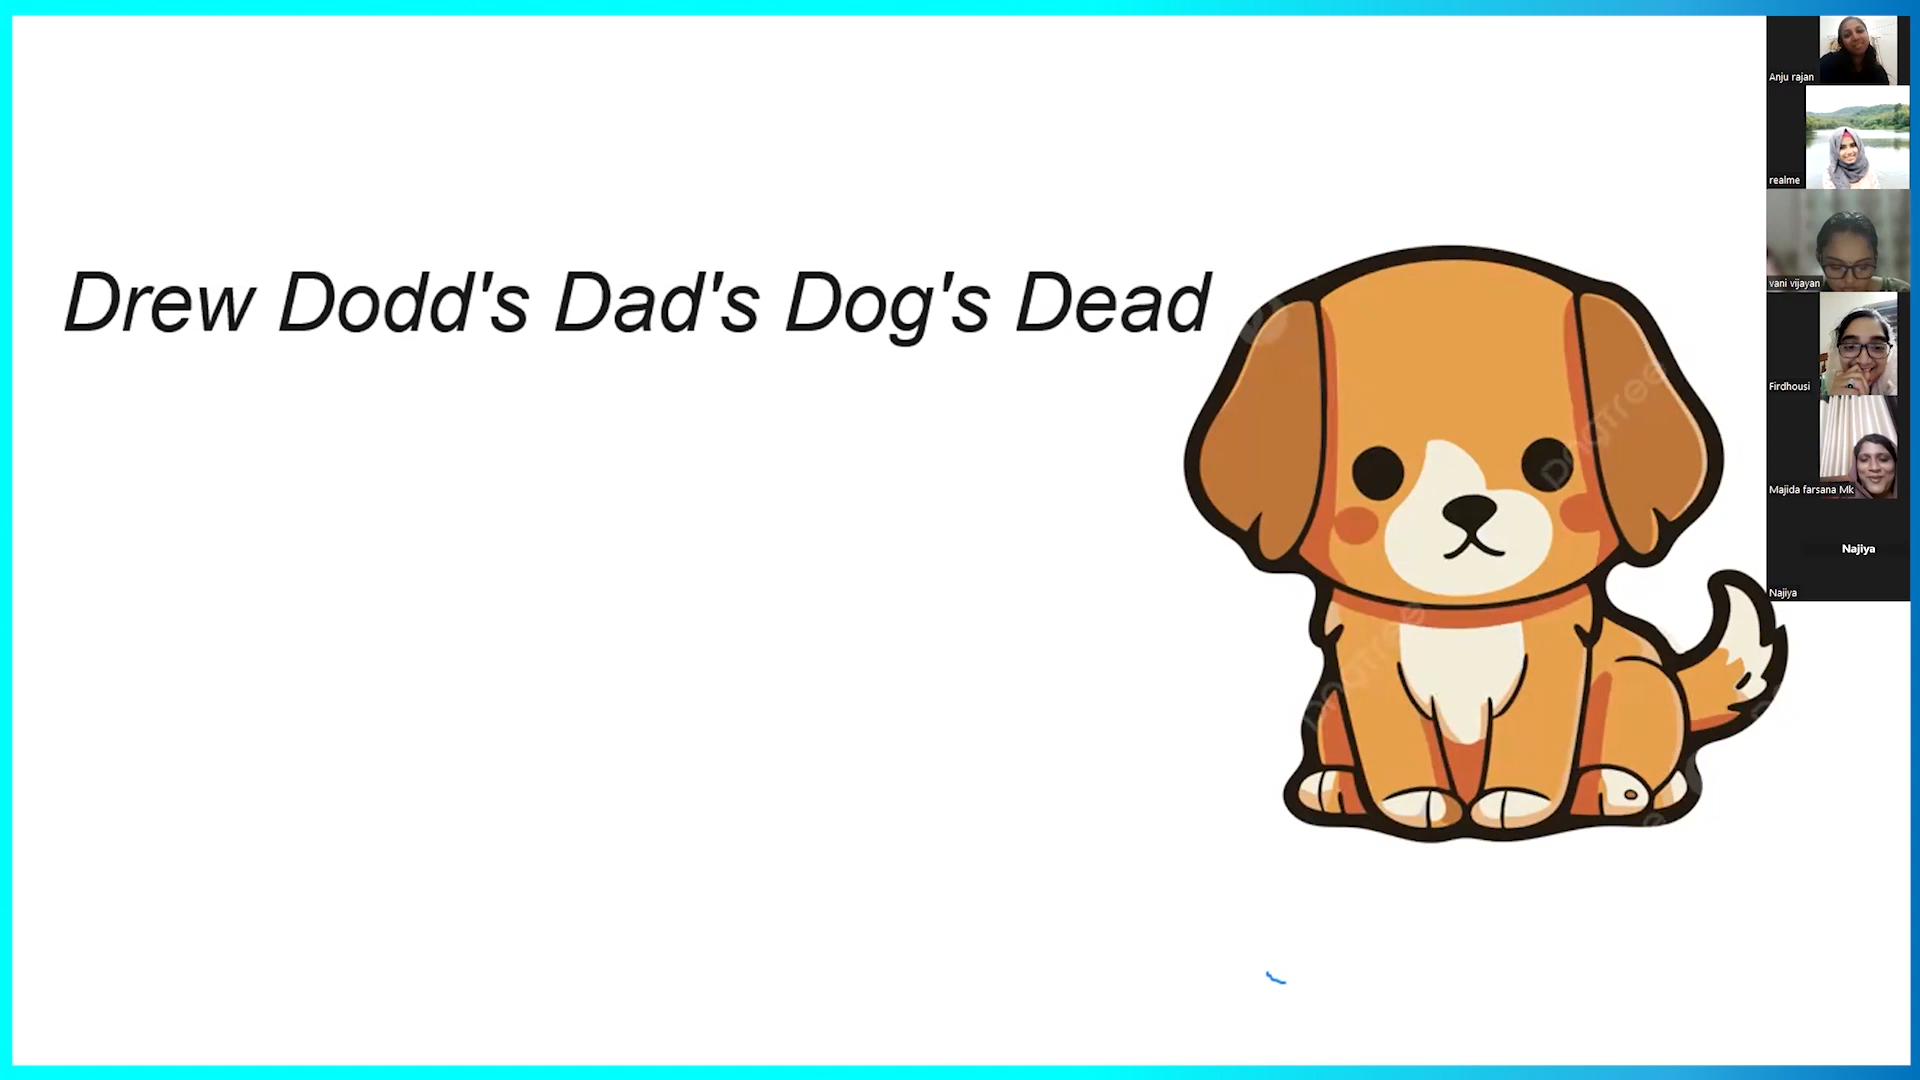 Drew Dodd's Dad's Dog's Dead
Anju rajan
realme
vani vijayan
Firdhousi
Majida farsana Mk
Najiya
Najiya